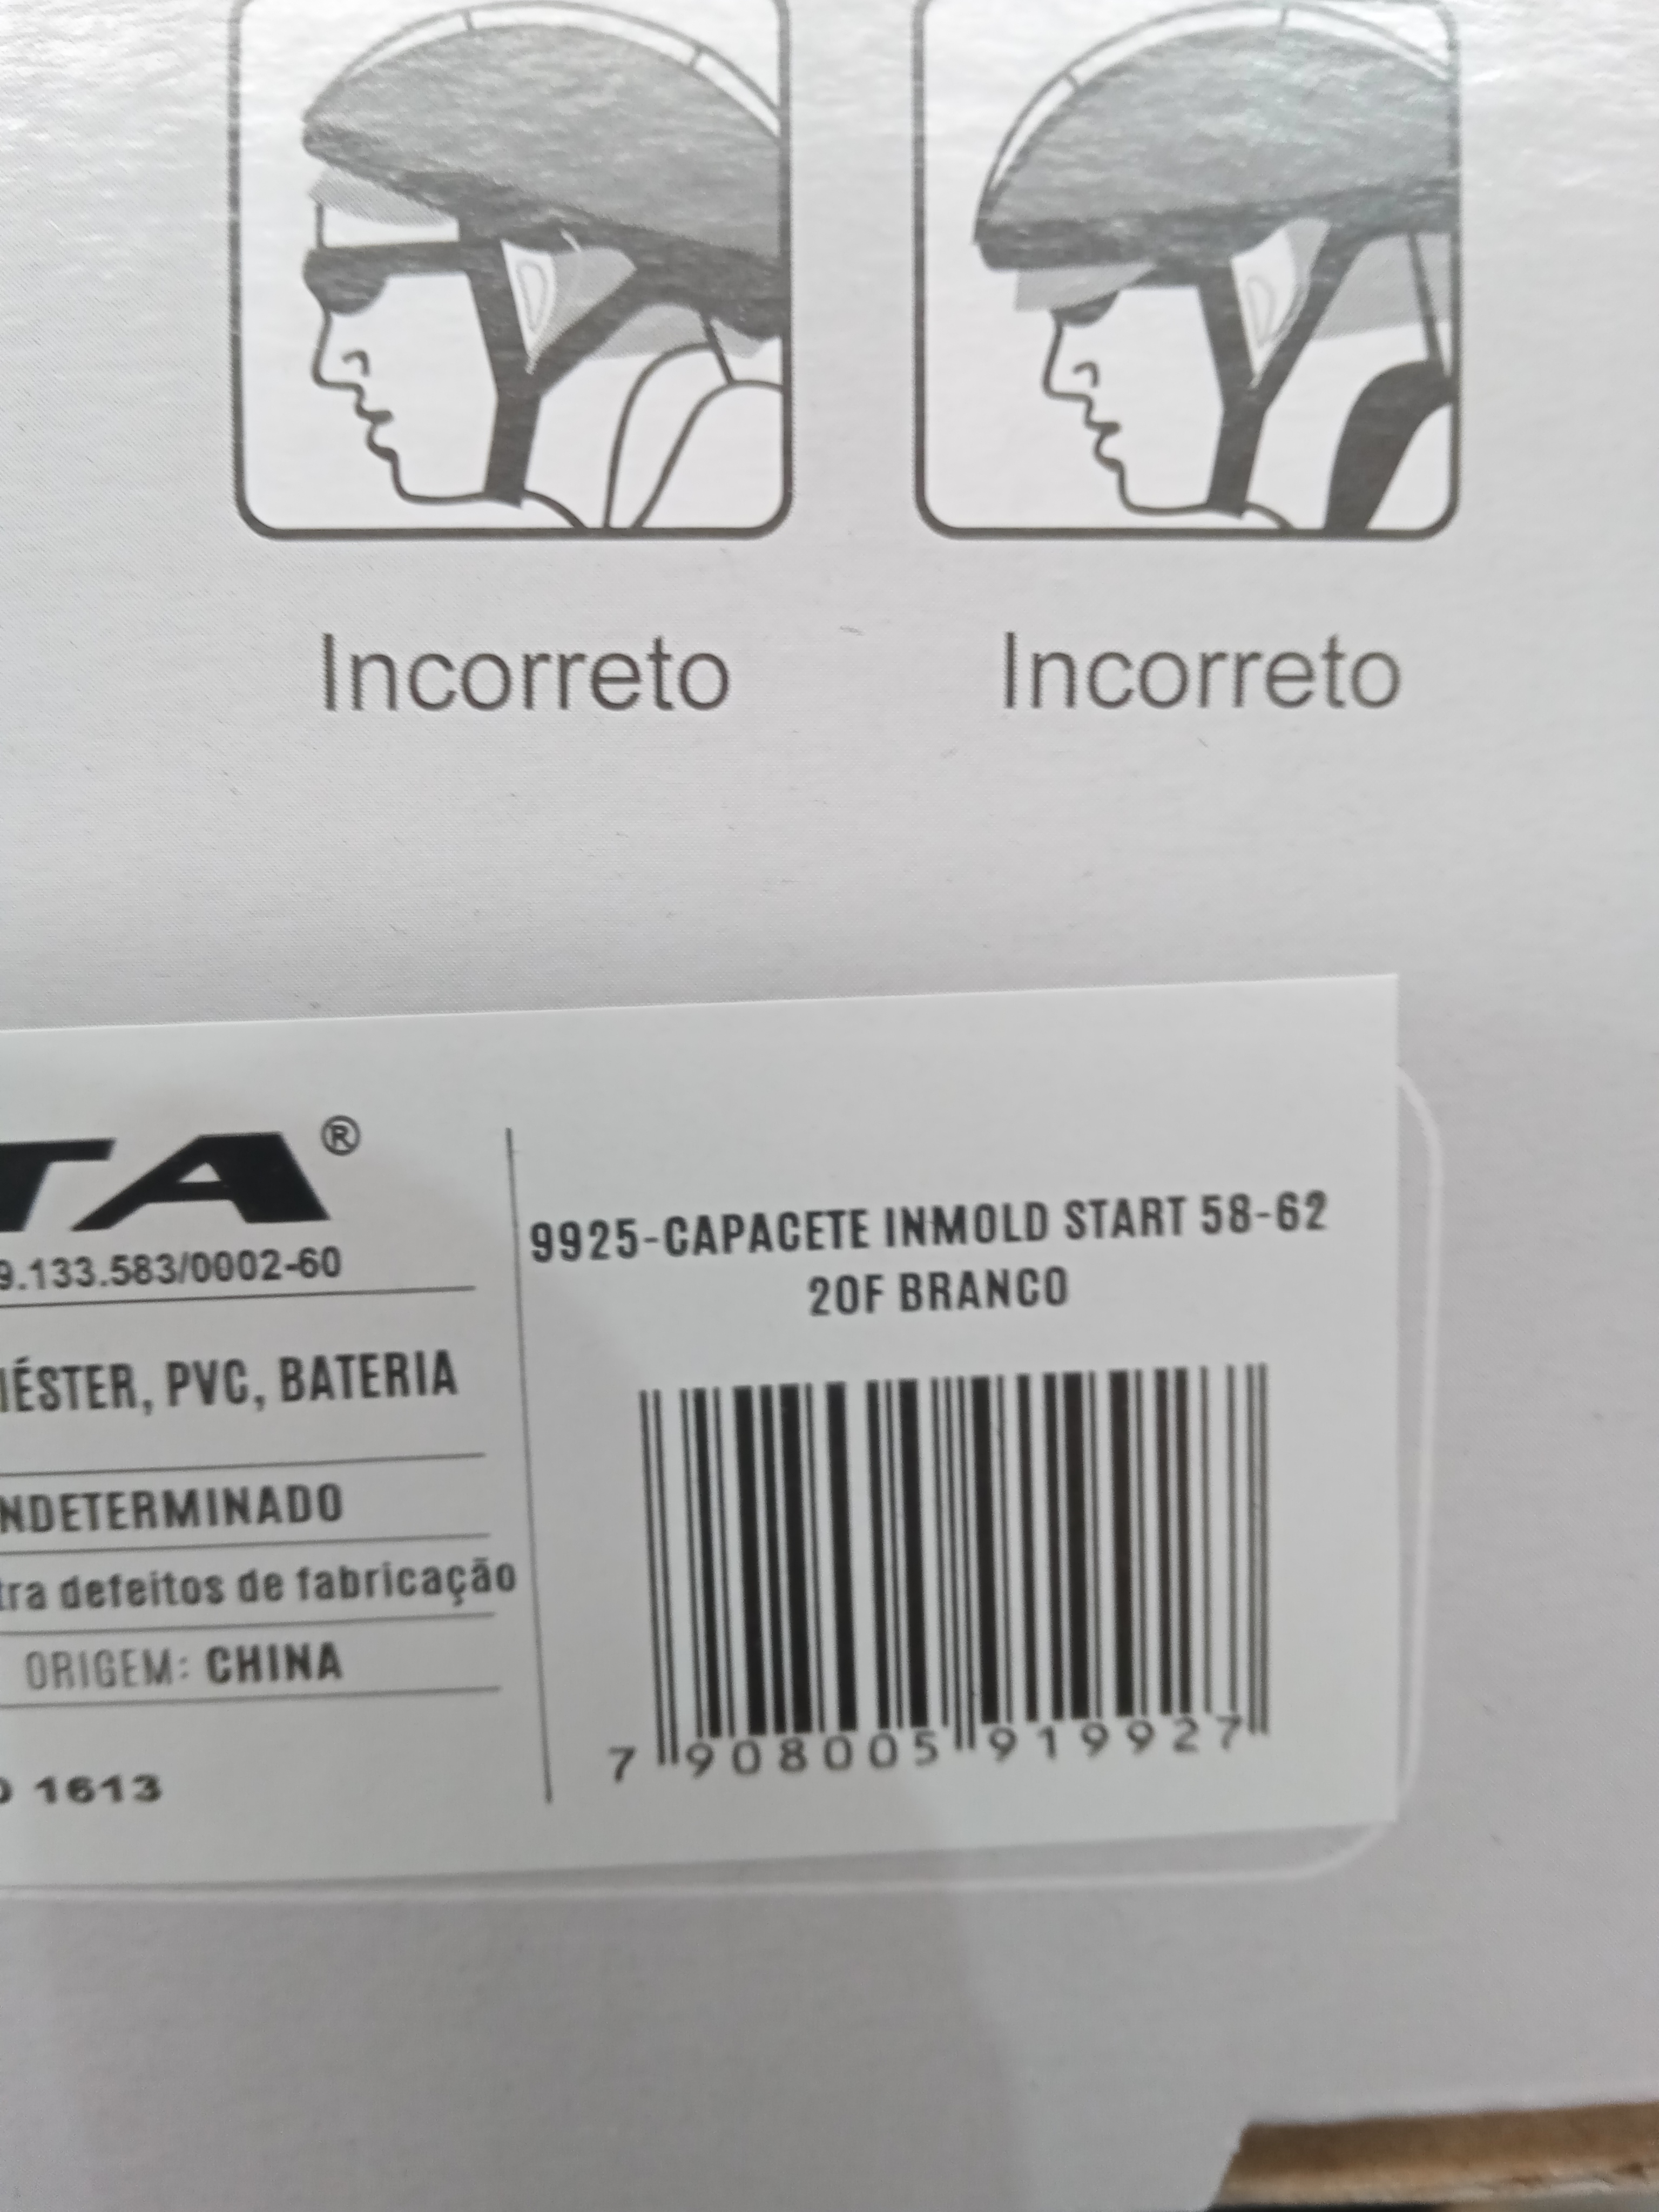 Incorreto Incorreto
TA®
9.133.583/0002-60
IÉSTER, PVC, BATERIA
NDETERMINADO
tra defeitos de fabricação
ORIGEM: CHINA
1613
9925-CAPACETE INMOLD START 58-62
20F BRANCO
7 908005 919927